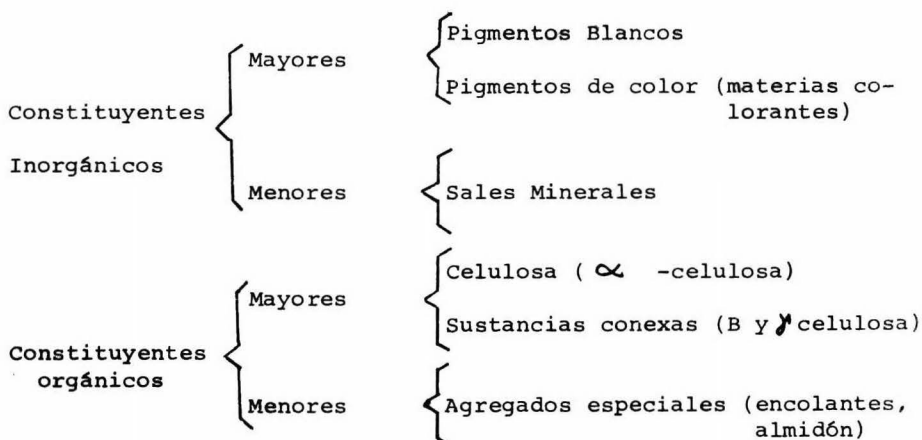 Pigmentos Blancos
Mayores
Pigmentos de color (materias co-
lorantes)
Constituyentes
Inorgánicos
Menores
Sales Minerales
Celulosa ( ∝ -celulosa)
Mayores
Sustancias conexas (B y γ celulosa)
Constituyentes
orgánicos
Menores
Agregados especiales (encolantes,
almidón)